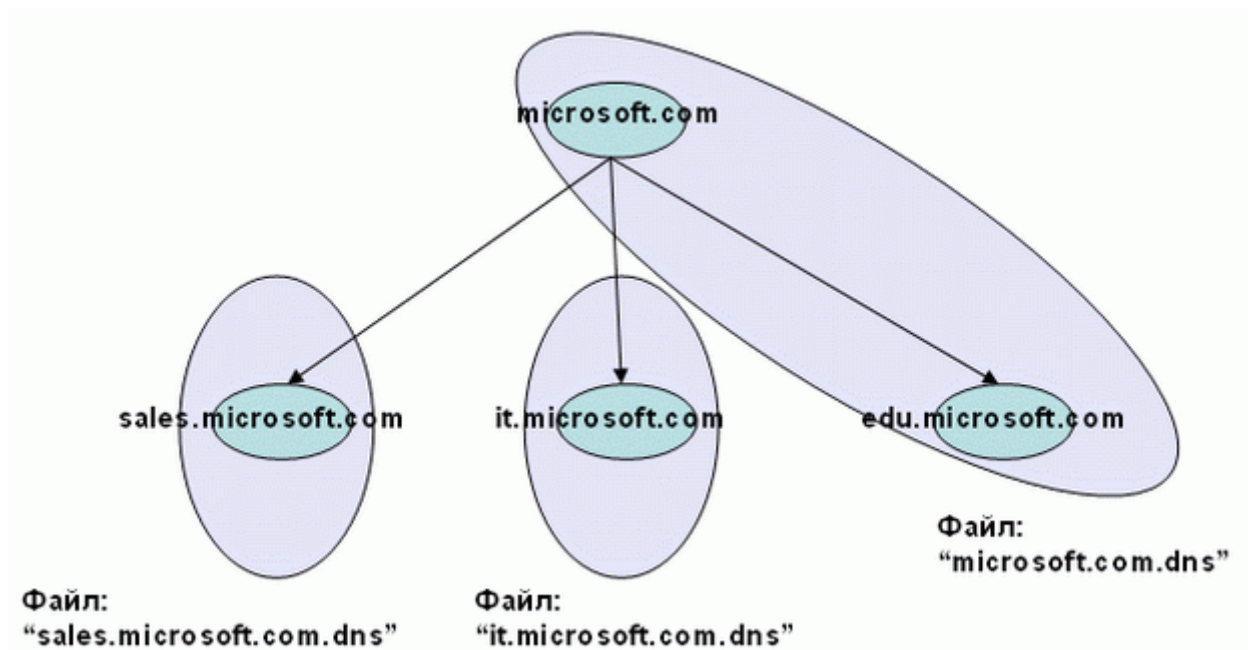 microsoft.com
sales.microsoft.com
it.microsoft.com
edu.microsoft.com
Файл:
“microsoft.com.dns”
Файл:
“sales.microsoft.com.dns”
Файл:
“it.microsoft.com.dns”